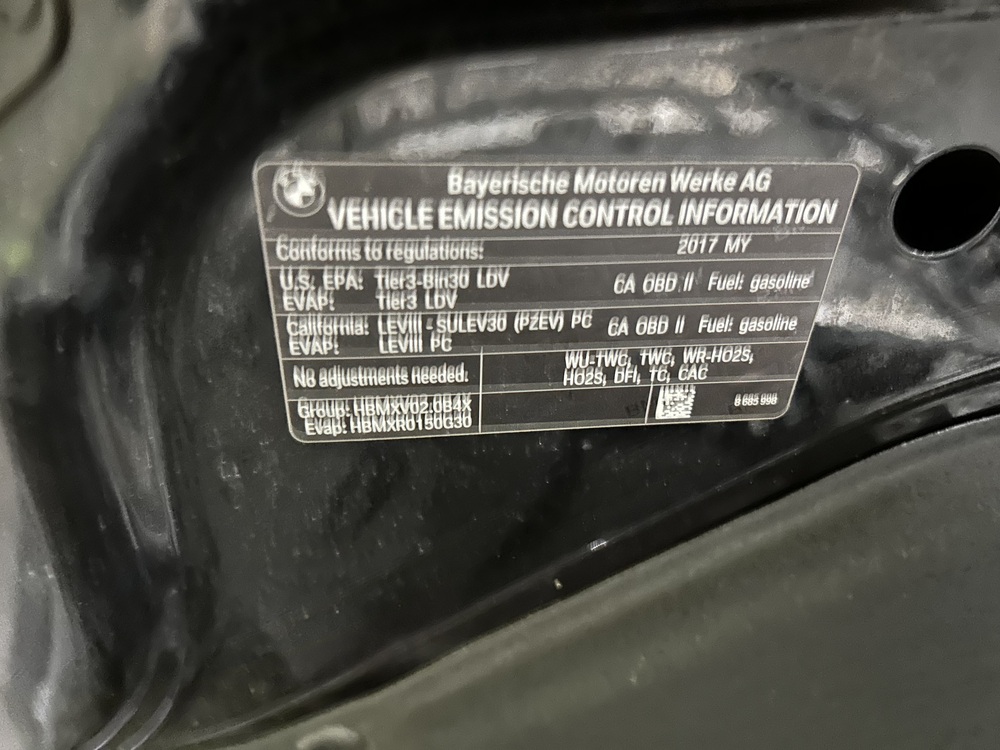 Bayerische Motoren Werke AG
VEHICLE EMISSION CONTROL INFORMATION
Conforms to regulations: 2017 MY
U.S. EPA: Tier3-Bin30 LDV 6A OBD II Fuel: gasoline
EVAP: Tier3 LDV
California: LEVIII - SULEV30 (PZEV) PC 6A OBD II Fuel: gasoline
EVAP: LEVIII PC
No adjustments needed.
WU-TWC, TWC, WR-HO2S,
HO2S, DFI, TC, CAC
Group: HBMXV02.0B4X
Evap: HBMXR0150G30